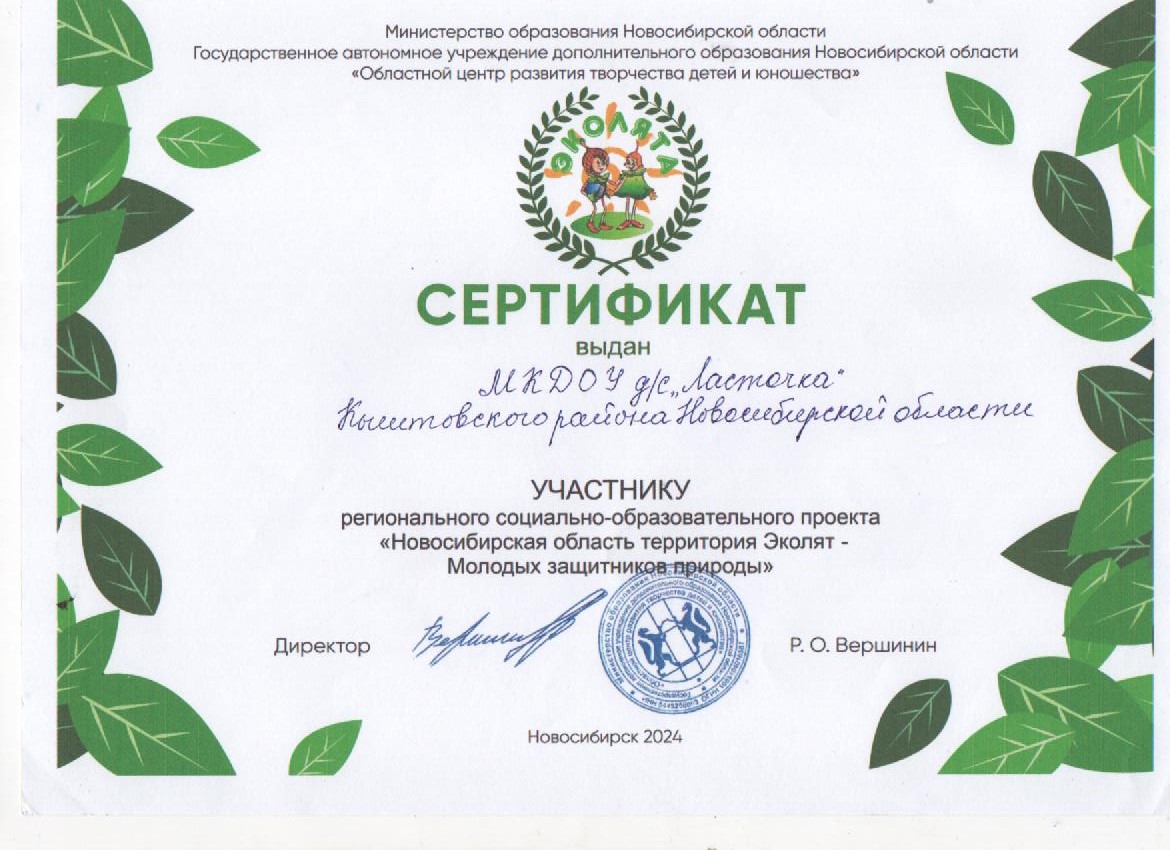 Министерство образования Новосибирской области
Государственное автономное учреждение дополнительного образования Новосибирской области
«Областной центр развития творчества детей и юношества»
ЭКОЛЯТА
СЕРТИФИКАТ
выдан
МКДОУ д/с „Ласточка"
Кыштовского района Новосибирской области
УЧАСТНИКУ
регионального социально-образовательного проекта
«Новосибирская область территория Эколят -
Молодых защитников природы»
Директор
Р. О. Вершинин
Новосибирск 2024